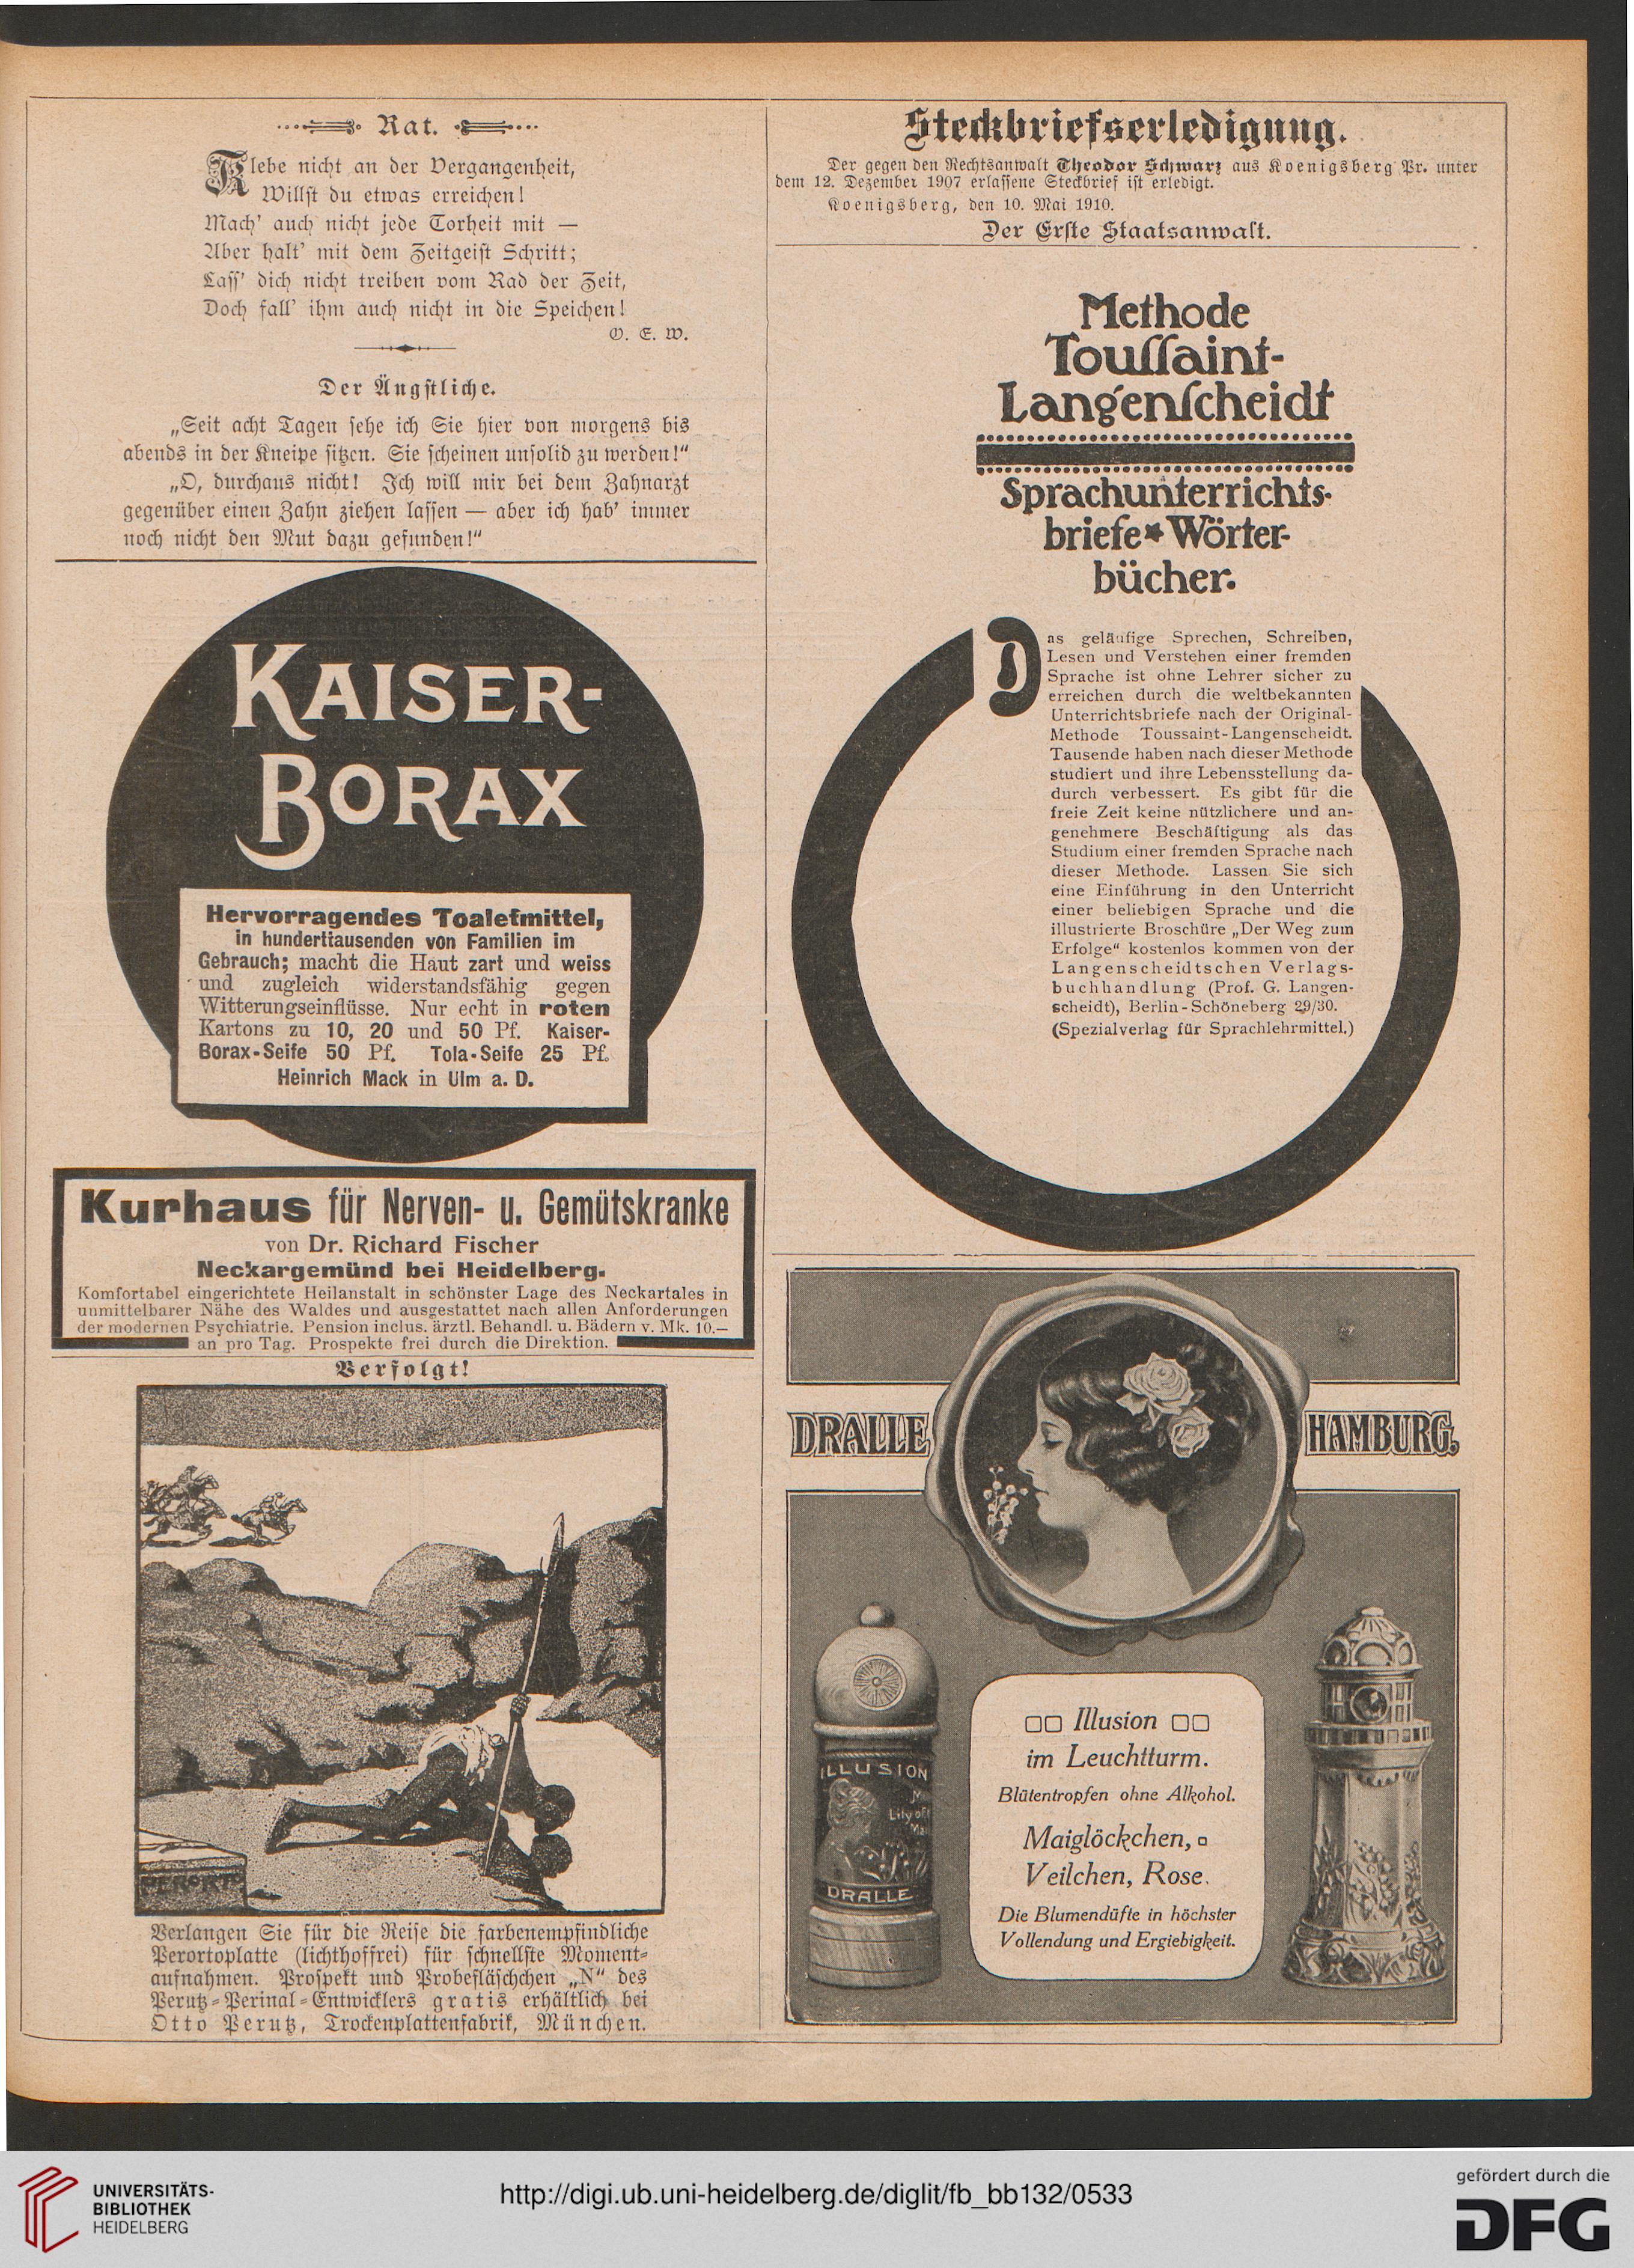 Rat.
Klebe nicht an der Vergangenheit,
Willst du etwas erreichen!
Mach' auch nicht jede Torheit mit —
Aber halt' mit dem Zeitgeist Schritt;
Lass' dich nicht treiben vom Rad der Zeit,
Doch fall' ihm auch nicht in die Speichen!
O. E. W.
Der Ängstliche.
„Seit acht Tagen sehe ich Sie hier von morgens bis
abends in der Kneipe sitzen. Sie scheinen unsolid zu werden!“
„O, durchaus nicht! Ich will mir bei dem Zahnarzt
gegenüber einen Zahn ziehen lassen — aber ich hab' immer
noch nicht den Mut dazu gefunden!“
KAISER-
BORAX
Hervorragendes Toaletmittel,
in hunderttausenden von Familien im
Gebrauch; macht die Haut zart und weiss
und zugleich widerstandsfähig gegen
Witterungseinflüsse. Nur echt in roten
Kartons zu 10, 20 und 50 Pf. Kaiser-
Borax-Seife 50 Pf. Tola-Seife 25 Pf.
Heinrich Mack in Ulm a. D.
Kurhaus für Nerven- u. Gemütskranke
von Dr. Richard Fischer
Neckargemünd bei Heidelberg.
Komfortabel eingerichtete Heilanstalt in schönster Lage des Neckartales in
unmittelbarer Nähe des Waldes und ausgestattet nach allen Anforderungen
der modernen Psychiatrie. Pension inclus. ärztl. Behandl. u. Bädern v. Mk. 10.—
an pro Tag. Prospekte frei durch die Direktion.
Verfolgt!
PERORTO
Verlangen Sie für die Reise die farbenempfindliche
Perortoplatte (lichthoffrei) für schnellste Moment-
aufnahmen. Prospekt und Probefläschchen „N“ des
Perutz-Perinal-Entwicklers gratis erhältlich bei
Otto Perutz, Trockenplattenfabrik, München.
Steckbriefserledigung.
Der gegen den Rechtsanwalt Theodor Schwarz aus Koenigsberg Pr. unter
dem 12. Dezember 1907 erlassene Steckbrief ist erledigt.
Koenigsberg, den 10. Mai 1910.
Der Erste Staatsanwalt.
Methode
Toussaint-
Langenscheidt
Sprachunterrichts-
briefe * Wörter-
bücher.
Das geläufige Sprechen, Schreiben,
Lesen und Verstehen einer fremden
Sprache ist ohne Lehrer sicher zu
erreichen durch die weltbekannten
Unterrichtsbriefe nach der Original-
Methode Toussaint-Langenscheidt.
Tausende haben nach dieser Methode
studiert und ihre Lebensstellung da-
durch verbessert. Es gibt für die
freie Zeit keine nützlichere und an-
genehmere Beschäftigung als das
Studium einer fremden Sprache nach
dieser Methode. Lassen Sie sich
eine Einführung in den Unterricht
einer beliebigen Sprache und die
illustrierte Broschüre „Der Weg zum
Erfolge“ kostenlos kommen von der
Langenscheidtschen Verlags-
buchhandlung (Prof. G. Langen-
scheidt), Berlin-Schöneberg 29/30.
(Spezialverlag für Sprachlehrmittel.)
DRALLE HAMBURG.
ILLUSION
Lily of
DRALLE
Illusion
im Leuchtturm.
Blütentropfen ohne Alkohol.
Maiglöckchen,
Veilchen, Rose.
Die Blumendüfte in höchster
Vollendung und Ergiebigkeit.
UNIVERSITÄTS-
BIBLIOTHEK
HEIDELBERG
http://digi.ub.uni-heidelberg.de/diglit/fb_bb132/0533
gefördert durch die
DFG